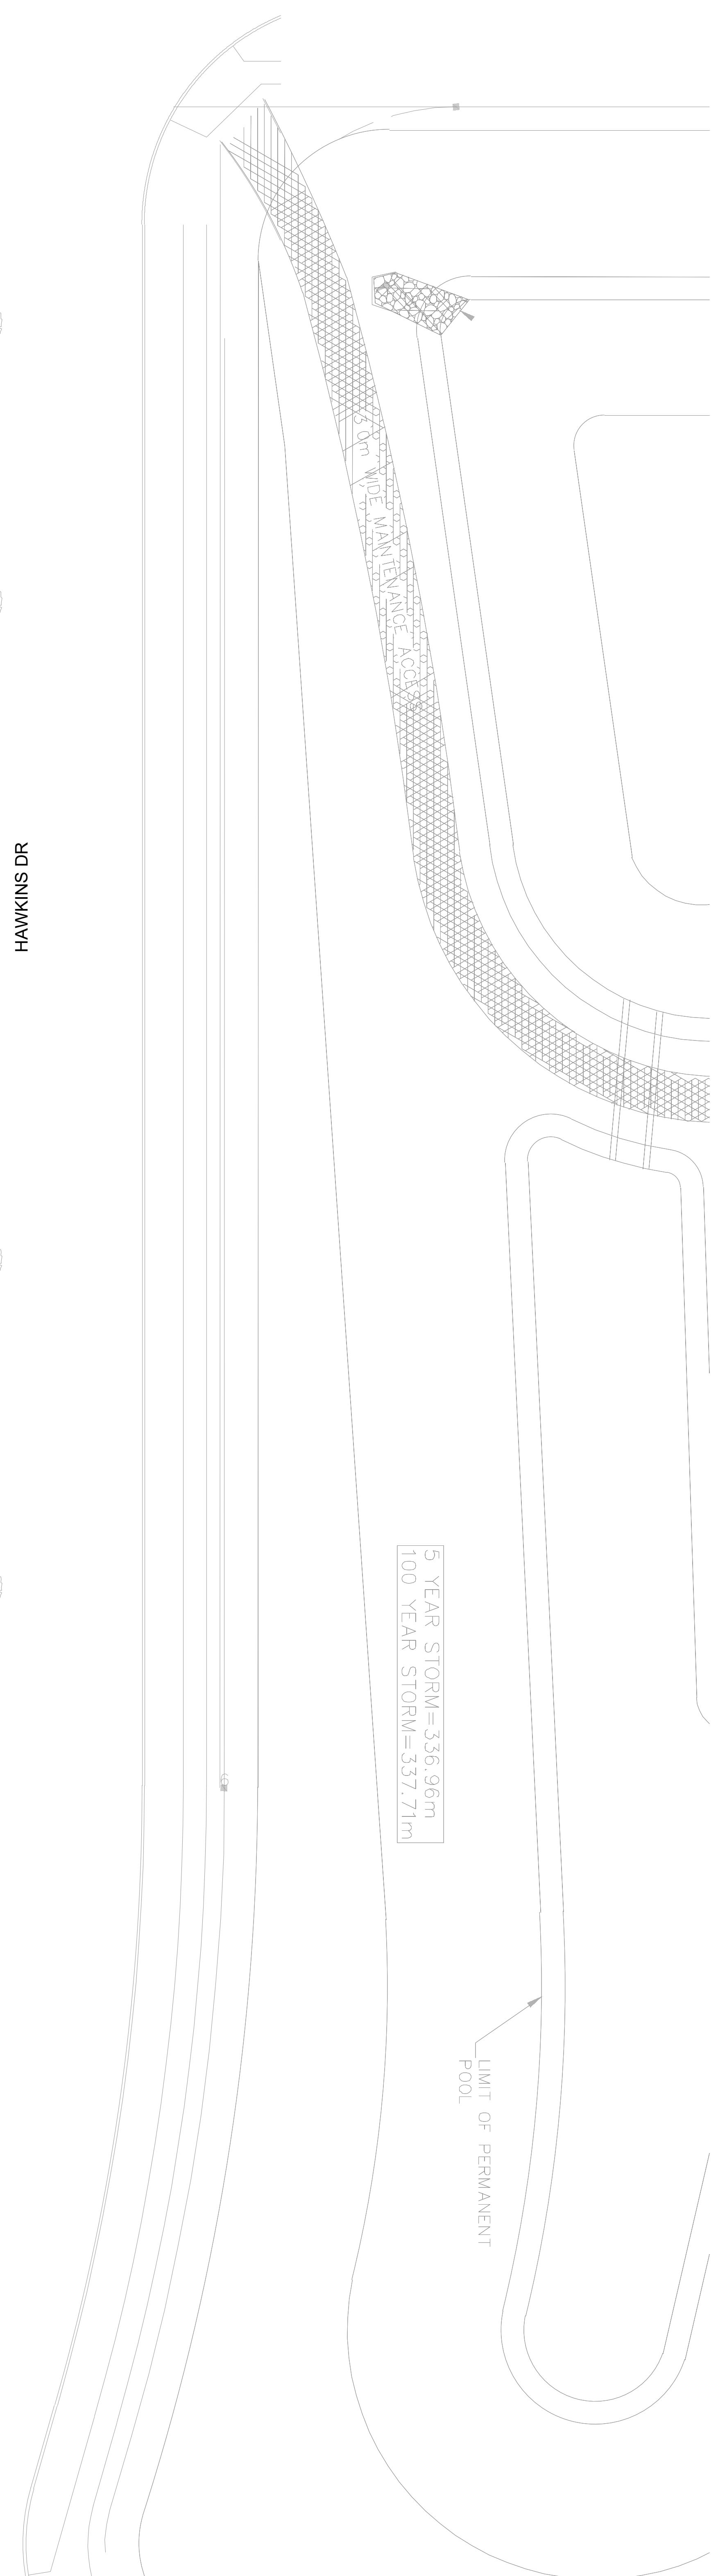 3.0m WIDE MAINTENANCE ACCESS
HAWKINS DR
5 YEAR STORM=336.96m
100 YEAR STORM=337.71m
LIMIT OF PERMANENT
POOL